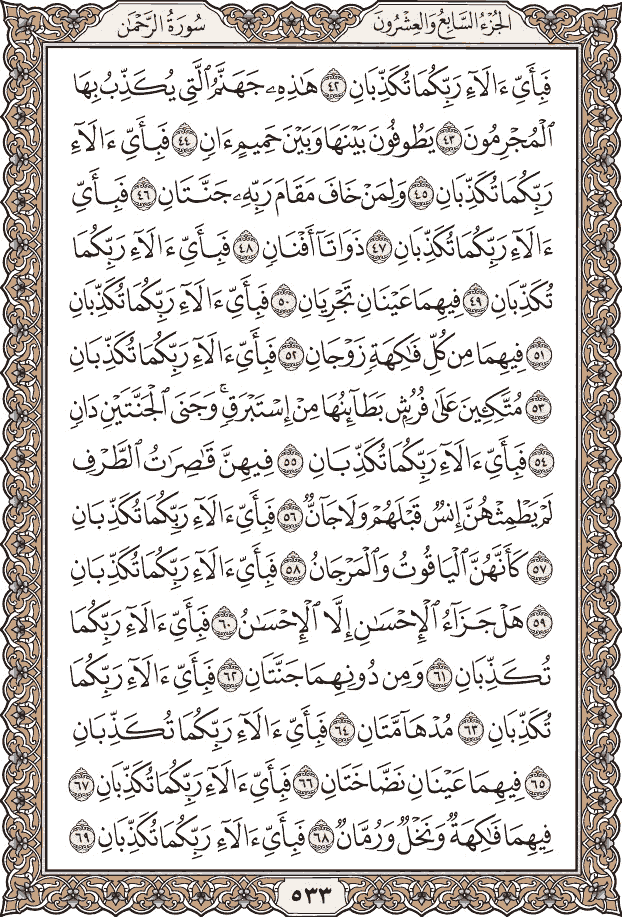 الجُزْءُ السَّابِعُ وَالعِشْرُونَ
سُورَةُ الرَّحْمَن
فَبِأَيِّ ءَالَآءِ رَبِّكُمَا تُكَذِّبَانِ ٤٢ هَٰذِهِۦ جَهَنَّمُ ٱلَّتِي يُكَذِّبُ بِهَا
ٱلْمُجْرِمُونَ ٤٣ يَطُوفُونَ بَيْنَهَا وَبَيْنَ حَمِيمٍ ءَانٍ ٤٤ فَبِأَيِّ ءَالَآءِ
رَبِّكُمَا تُكَذِّبَانِ ٤٥ وَلِمَنْ خَافَ مَقَامَ رَبِّهِۦ جَنَّتَانِ ٤٦ فَبِأَيِّ
ءَالَآءِ رَبِّكُمَا تُكَذِّبَانِ ٤٧ ذَوَاتَآ أَفْنَانٍ ٤٨ فَبِأَيِّ ءَالَآءِ رَبِّكُمَا
تُكَذِّبَانِ ٤٩ فِيهِمَا عَيْنَانِ تَجْرِيَانِ ٥٠ فَبِأَيِّ ءَالَآءِ رَبِّكُمَا تُكَذِّبَانِ
٥١ فِيهِمَا مِن كُلِّ فَٰكِهَةٍ زَوْجَانِ ٥٢ فَبِأَيِّ ءَالَآءِ رَبِّكُمَا تُكَذِّبَانِ
٥٣ مُتَّكِـِٔينَ عَلَىٰ فُرُشٍۭ بَطَآئِنُهَا مِنْ إِسْتَبْرَقٍۚ وَجَنَى ٱلْجَنَّتَيْنِ دَانٍ
٥٤ فَبِأَيِّ ءَالَآءِ رَبِّكُمَا تُكَذِّبَانِ ٥٥ فِيهِنَّ قَٰصِرَٰتُ ٱلطَّرْفِ
لَمْ يَطْمِثْهُنَّ إِنسٌ قَبْلَهُمْ وَلَا جَآنٌّ ٥٦ فَبِأَيِّ ءَالَآءِ رَبِّكُمَا تُكَذِّبَانِ
٥٧ كَأَنَّهُنَّ ٱلْيَاقُوتُ وَٱلْمَرْجَانُ ٥٨ فَبِأَيِّ ءَالَآءِ رَبِّكُمَا تُكَذِّبَانِ
٥٩ هَلْ جَزَآءُ ٱلْإِحْسَٰنِ إِلَّا ٱلْإِحْسَٰنُ ٦٠ فَبِأَيِّ ءَالَآءِ رَبِّكُمَا
تُكَذِّبَانِ ٦١ وَمِن دُونِهِمَا جَنَّتَانِ ٦٢ فَبِأَيِّ ءَالَآءِ رَبِّكُمَا
تُكَذِّبَانِ ٦٣ مُدْهَآمَّتَانِ ٦٤ فَبِأَيِّ ءَالَآءِ رَبِّكُمَا تُكَذِّبَانِ
٦٥ فِيهِمَا عَيْنَانِ نَضَّاخَتَانِ ٦٦ فَبِأَيِّ ءَالَآءِ رَبِّكُمَا تُكَذِّبَانِ ٦٧
فِيهِمَا فَٰكِهَةٌ وَنَخْلٌ وَرُمَّانٌ ٦٨ فَبِأَيِّ ءَالَآءِ رَبِّكُمَا تُكَذِّبَانِ ٦٩
٥٣٣